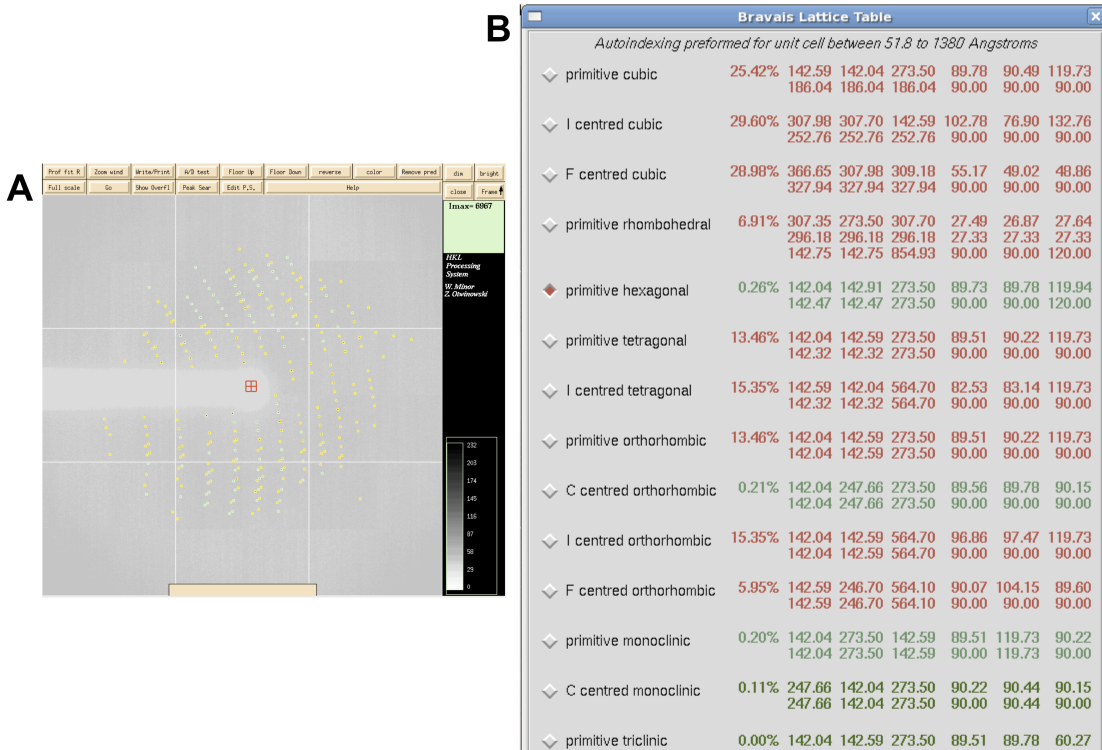 A
Prof fit R Zoom wind Write/Print A/D test Floor Up Floor Down reverse color Remove pred dim bright
Full scale Go Show Overfl Peak Sear Edit P.S. Help close Frame
Imax= 6967
HKL
Processing
System
W. Minor
Z. Otwinowski
232
203
174
145
116
87
58
29
0
B
Bravais Lattice Table
Autoindexing preformed for unit cell between 51.8 to 1380 Angstroms
primitive cubic 25.42% 142.59 142.04 273.50 89.78 90.49 119.73
186.04 186.04 186.04 90.00 90.00 90.00
I centred cubic 29.60% 307.98 307.70 142.59 102.78 76.90 132.76
252.76 252.76 252.76 90.00 90.00 90.00
F centred cubic 28.98% 366.65 307.98 309.18 55.17 49.02 48.86
327.94 327.94 327.94 90.00 90.00 90.00
primitive rhombohedral 6.91% 307.35 273.50 307.70 27.49 26.87 27.64
296.18 296.18 296.18 27.33 27.33 27.33
142.75 142.75 854.93 90.00 90.00 120.00
primitive hexagonal 0.26% 142.04 142.91 273.50 89.73 89.78 119.94
142.47 142.47 273.50 90.00 90.00 120.00
primitive tetragonal 13.46% 142.04 142.59 273.50 89.51 90.22 119.73
142.32 142.32 273.50 90.00 90.00 90.00
I centred tetragonal 15.35% 142.59 142.04 564.70 82.53 83.14 119.73
142.32 142.32 564.70 90.00 90.00 90.00
primitive orthorhombic 13.46% 142.04 142.59 273.50 89.51 90.22 119.73
142.04 142.59 273.50 90.00 90.00 90.00
C centred orthorhombic 0.21% 142.04 247.66 273.50 89.56 89.78 90.15
142.04 247.66 273.50 90.00 90.00 90.00
I centred orthorhombic 15.35% 142.04 142.59 564.70 96.86 97.47 119.73
142.04 142.59 564.70 90.00 90.00 90.00
F centred orthorhombic 5.95% 142.59 246.70 564.10 90.07 104.15 89.60
142.59 246.70 564.10 90.00 90.00 90.00
primitive monoclinic 0.20% 142.04 273.50 142.59 89.51 119.73 90.22
142.04 273.50 142.59 90.00 119.73 90.00
C centred monoclinic 0.11% 247.66 142.04 273.50 90.22 90.44 90.15
247.66 142.04 273.50 90.00 90.44 90.00
primitive triclinic 0.00% 142.04 142.59 273.50 89.51 89.78 60.27